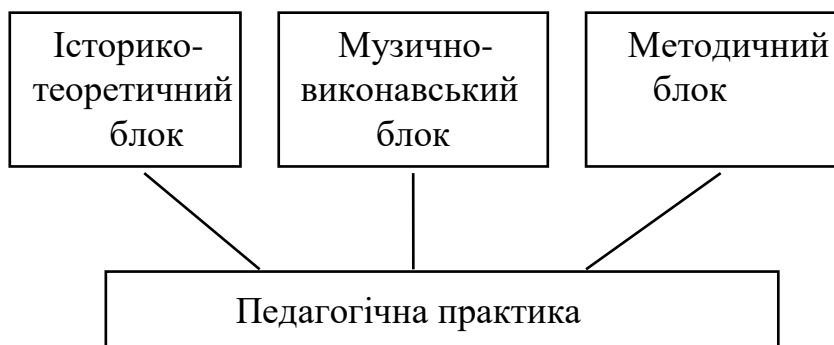 Історико-
теоретичний
блок
Музично-
виконавський
блок
Методичний
блок
Педагогічна практика